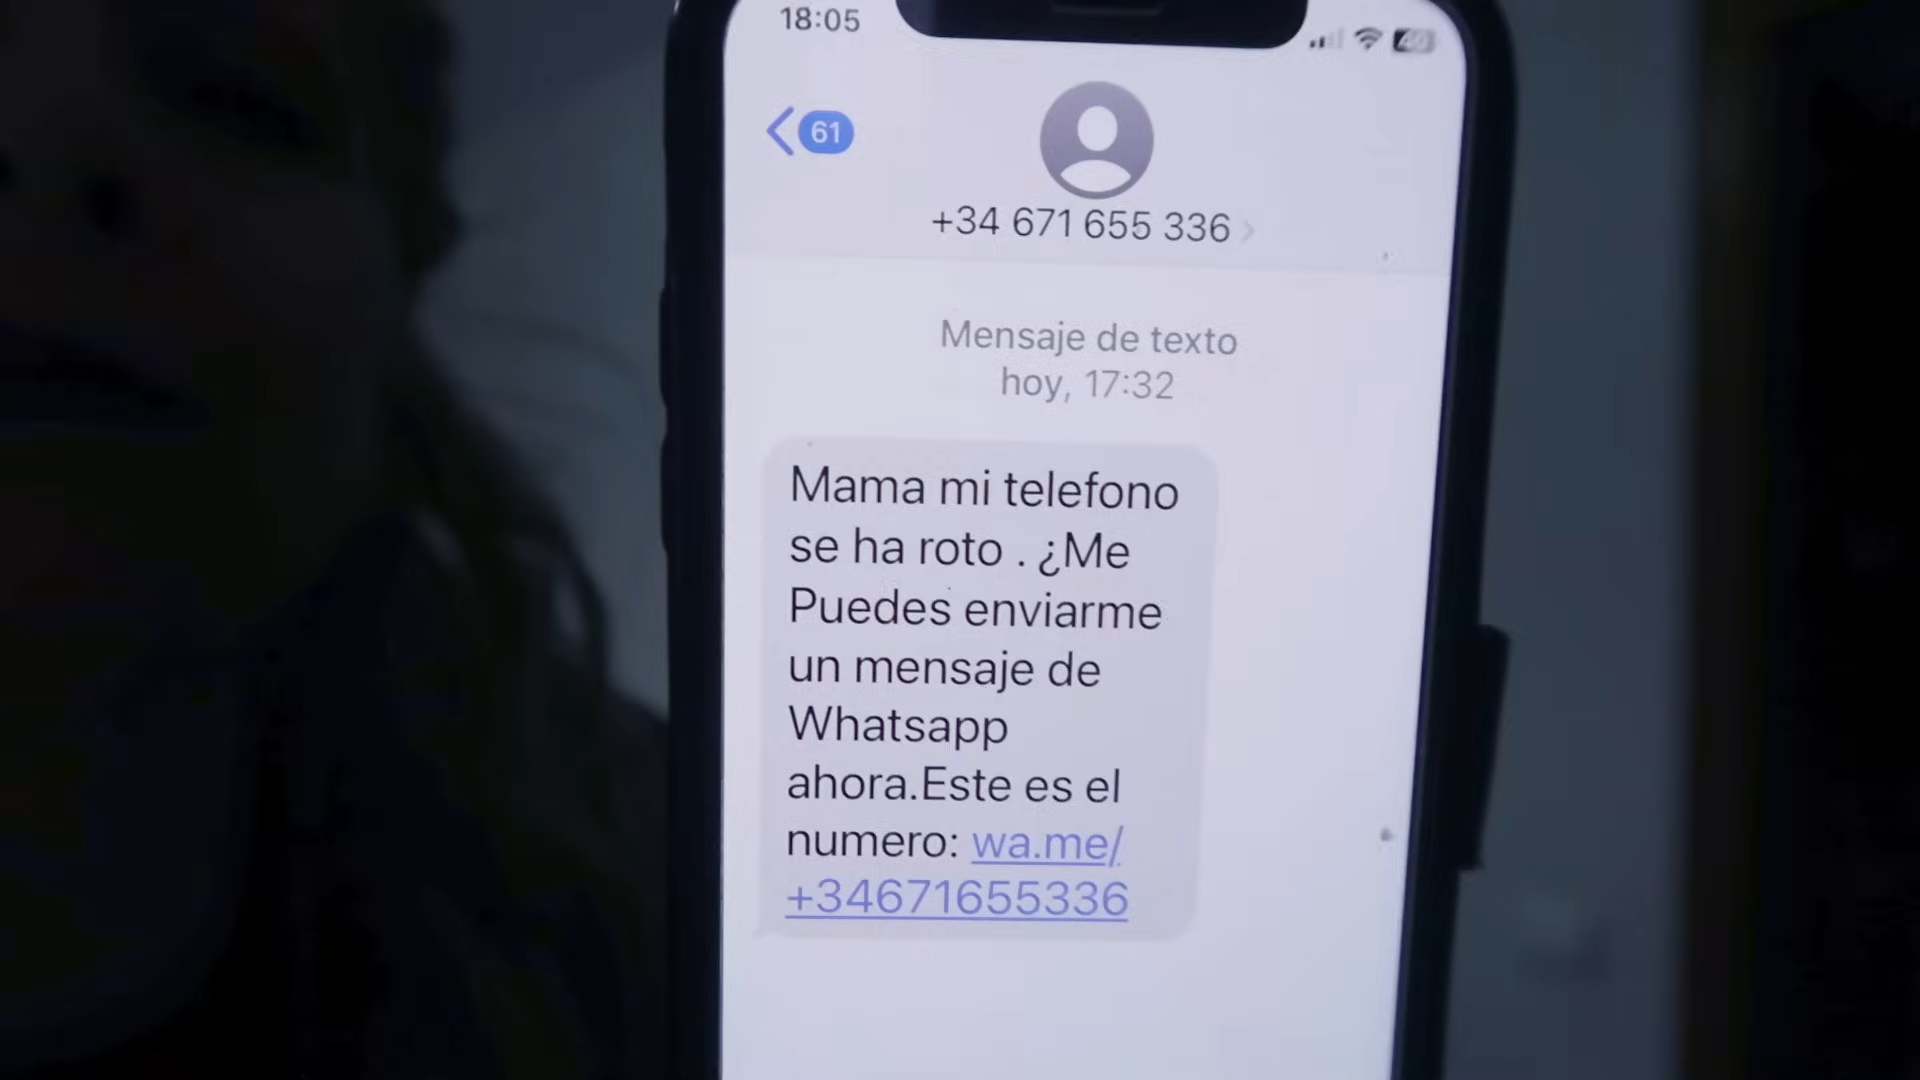 18:05
61
+34 671 655 336
Mensaje de texto
hoy, 17:32
Mama mi telefono
se ha roto . ¿Me
Puedes enviarme
un mensaje de
Whatsapp
ahora.Este es el
numero: wa.me/
+34671655336